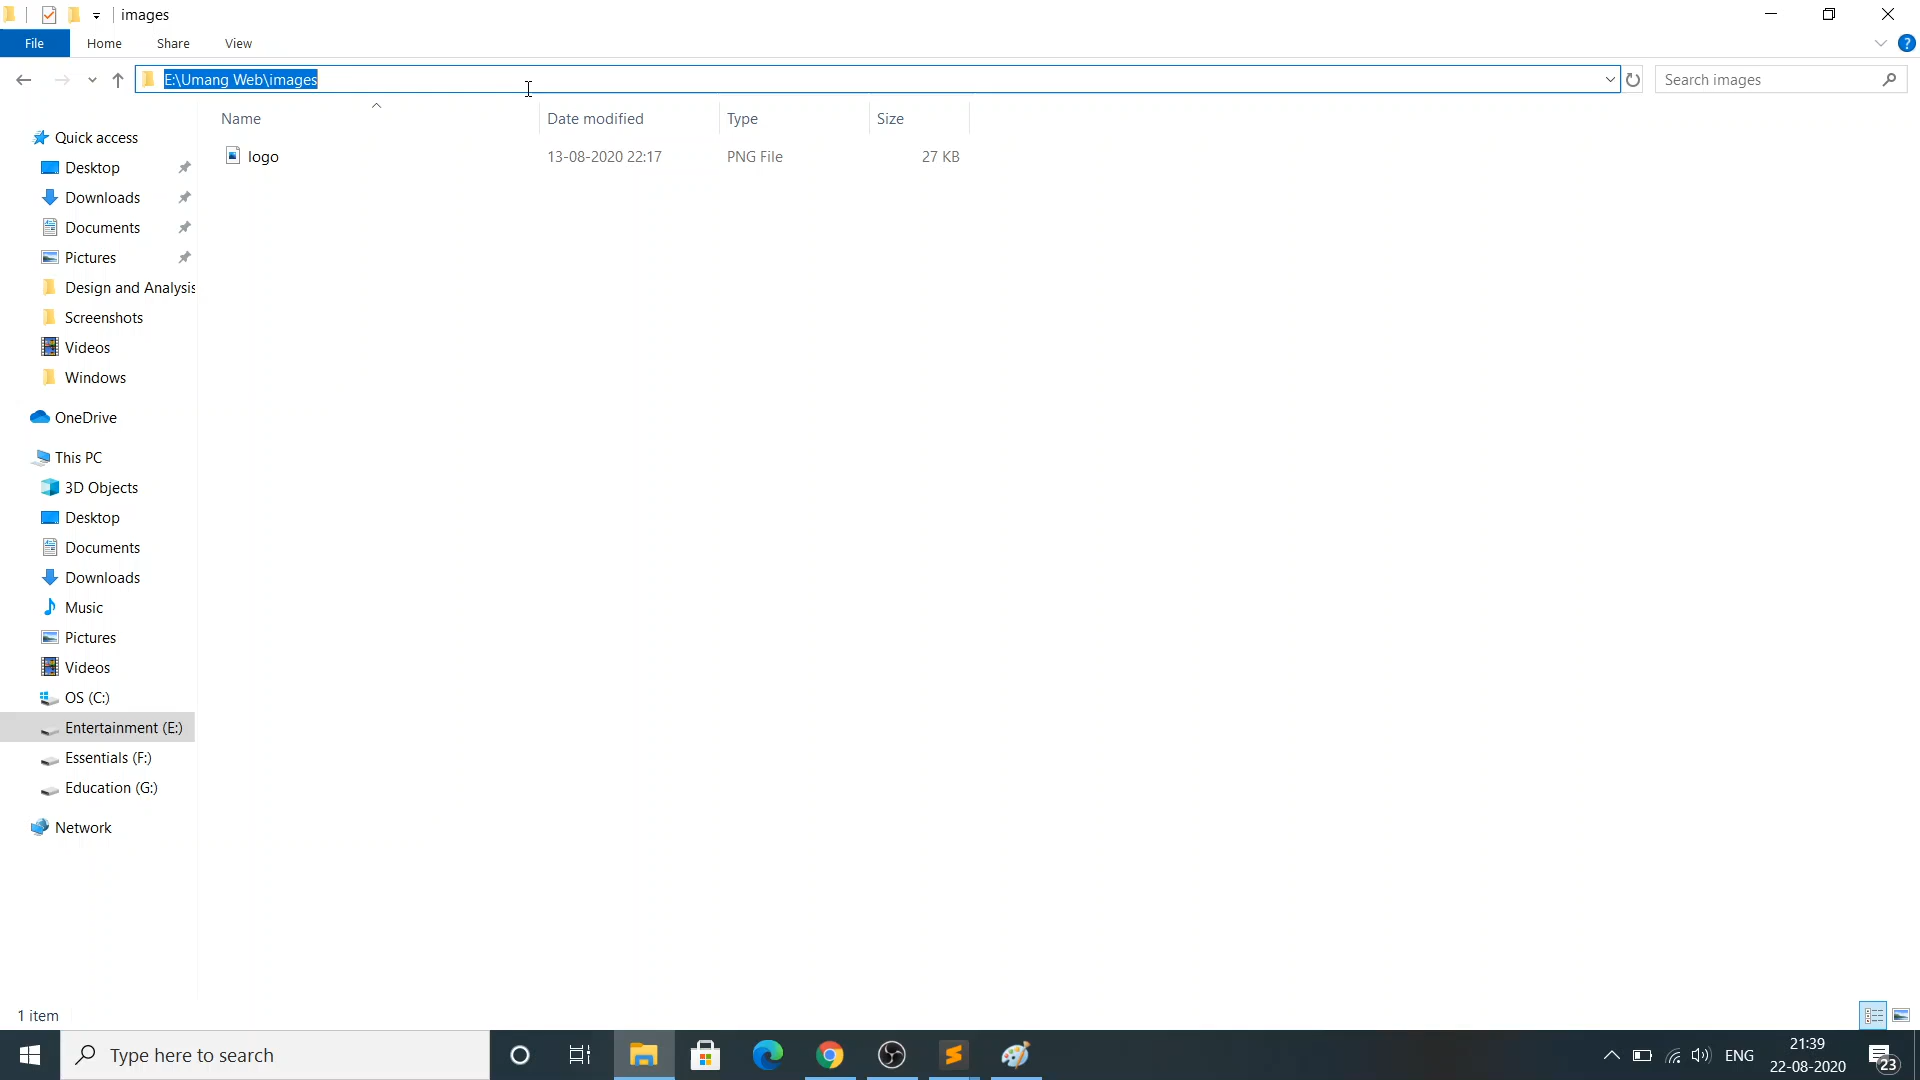 images
File Home Share View
E:\Umang Web\images
Search images
Name Date modified Type Size
logo 13-08-2020 22:17 PNG File 27 KB
Quick access
Desktop
Downloads
Documents
Pictures
Design and Analysis
Screenshots
Videos
Windows
OneDrive
This PC
3D Objects
Desktop
Documents
Downloads
Music
Pictures
Videos
OS (C:)
Entertainment (E:)
Essentials (F:)
Education (G:)
Network
1 item
Type here to search
ENG
21:39
22-08-2020
23